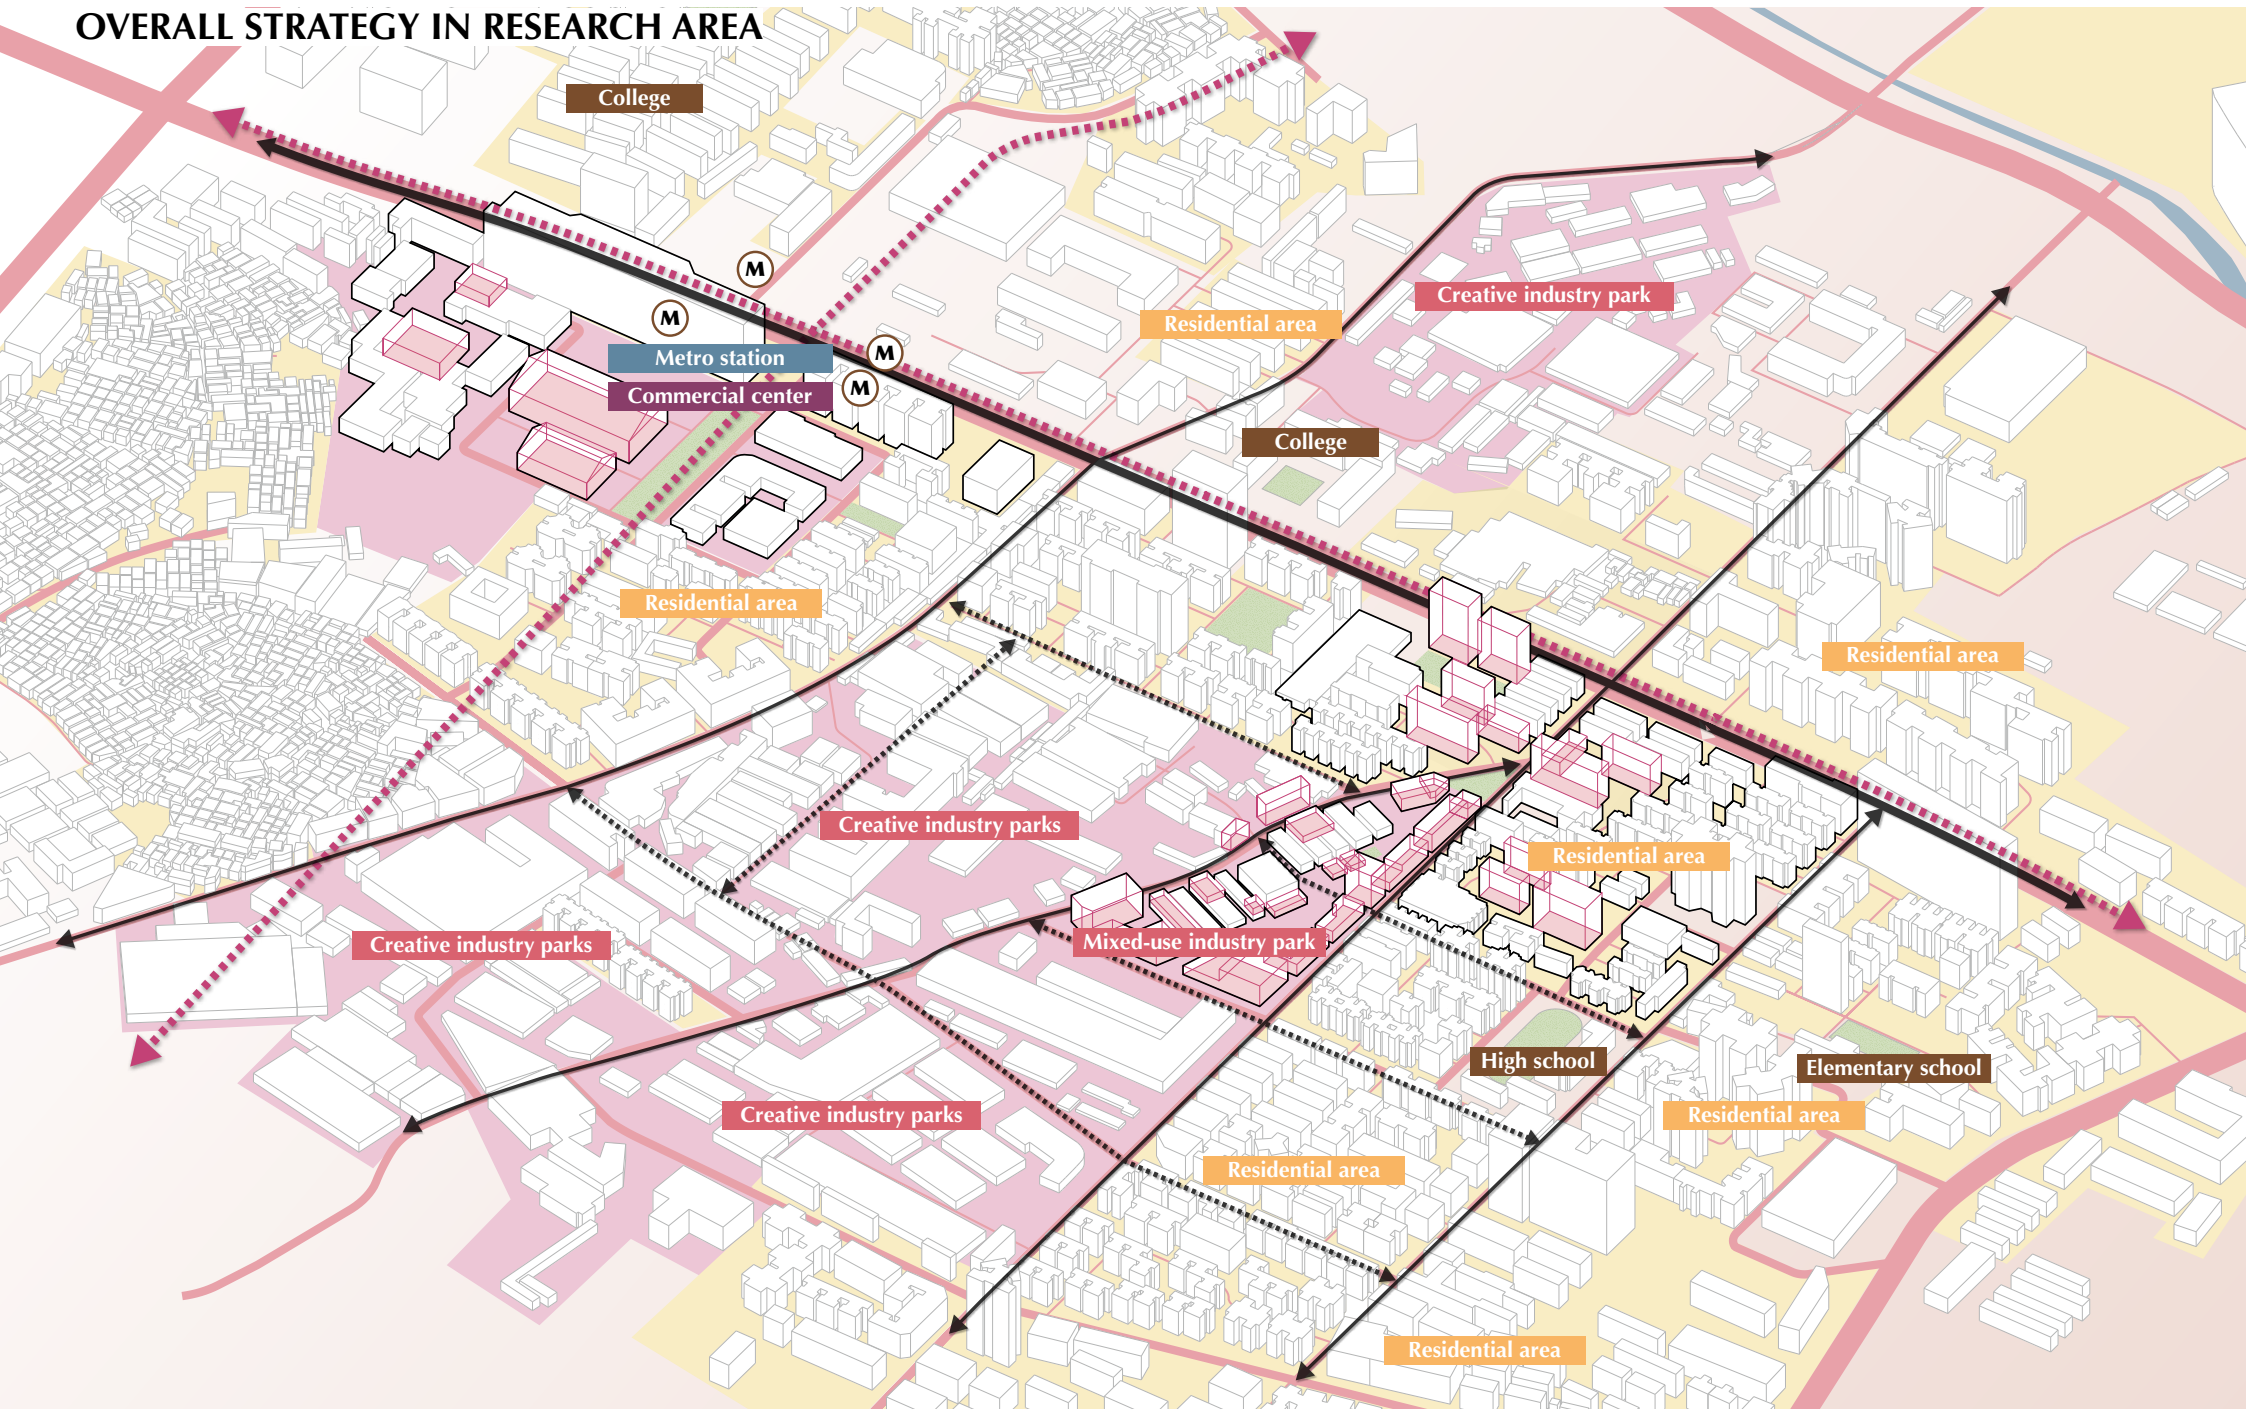 OVERALL STRATEGY IN RESEARCH AREA
College
M
M
Creative industry park
Residential area
Metro station
M
Commercial center
M
College
Residential area
Residential area
Creative industry parks
Residential area
Creative industry parks
Mixed-use industry park
High school
Elementary school
Creative industry parks
Residential area
Residential area
Residential area